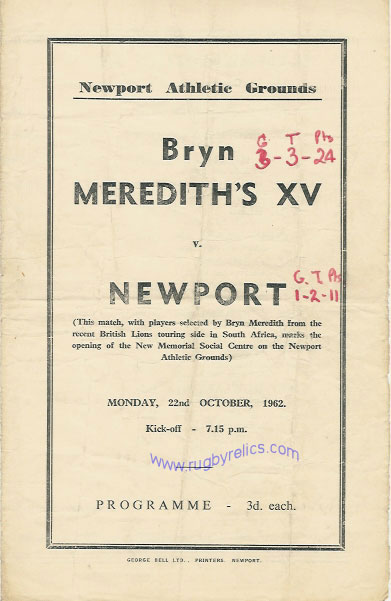 Newport Athletic Grounds
G T Pts
Bryn 3 - 3 - 24
MEREDITH'S XV
v.
G. T. Pts
NEWPORT 1 - 2 - 11
(This match, with players selected by Bryn Meredith from the
recent British Lions touring side in South Africa, marks the
opening of the New Memorial Social Centre on the Newport
Athletic Grounds)
MONDAY, 22nd OCTOBER, 1962.
Kick-off - 7.15 p.m.
www.rugbyrelics.com
PROGRAMME - 3d. each.
GEORGE BELL LTD., PRINTERS, NEWPORT.